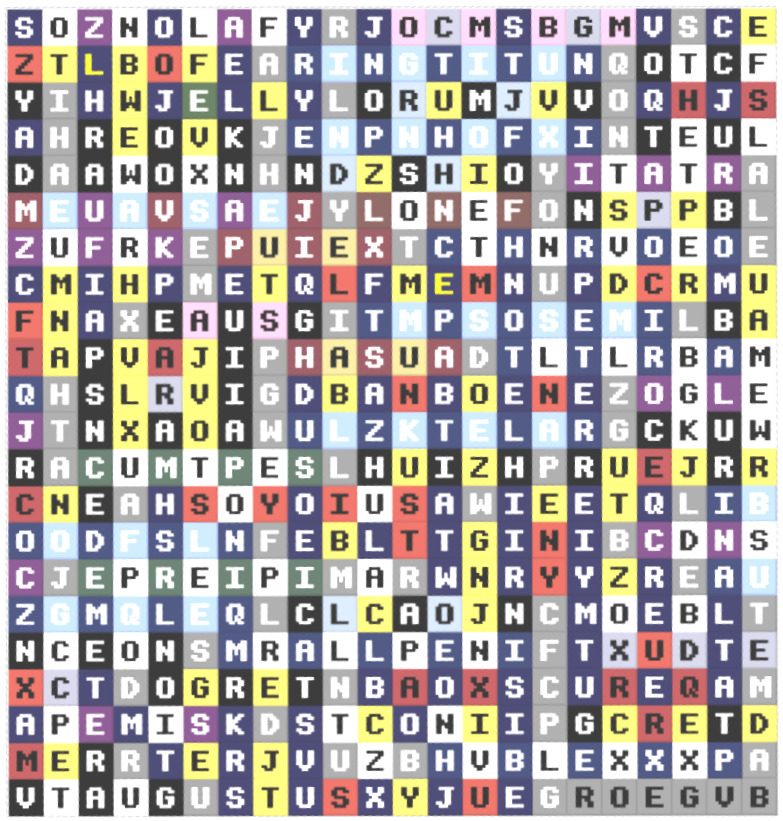 SOZNOLAFYRJOCMSBGMVSCE
ZTLBOFEARINGTITUNQOTCF
YIHWJELLYLORUMJVVOQHJS
AHREOVKJENPNHOFXINTEUL
DAAWOXNHNDZSHIOYITATRA
MEUAVSAEJYLONEFONSPPBL
ZUFRKEPUIEXTCTHNRVOEOE
CMIHPMETQLFMEMNUPDCRMU
FNAXEAUSGITMPSOSEMILBA
TAPVAJIPHASUADTLTLRBAM
QHSLRVIGDBANBOENEZOGLE
JTNXAOAWULZKTELARGCKUW
RACUMTPESLHUIZHPRUEJRR
CNEAHSOYOIUSAWIEETQLIB
OODFSLNFEBLTTGINIBCDNS
CJEPREIPIMARWNRYYZREAU
ZGMQLEQLCLCAOJNCMOEBLT
NCEONSMRALLPENIFTXUDTE
XCTDOGRETNBAOXSCUREQAM
APEMISKDSTCONIIPGCRETD
MERRTERJVUZBHVBLEXXXPA
VTAUGUSTUSXYJUEGROEGVB